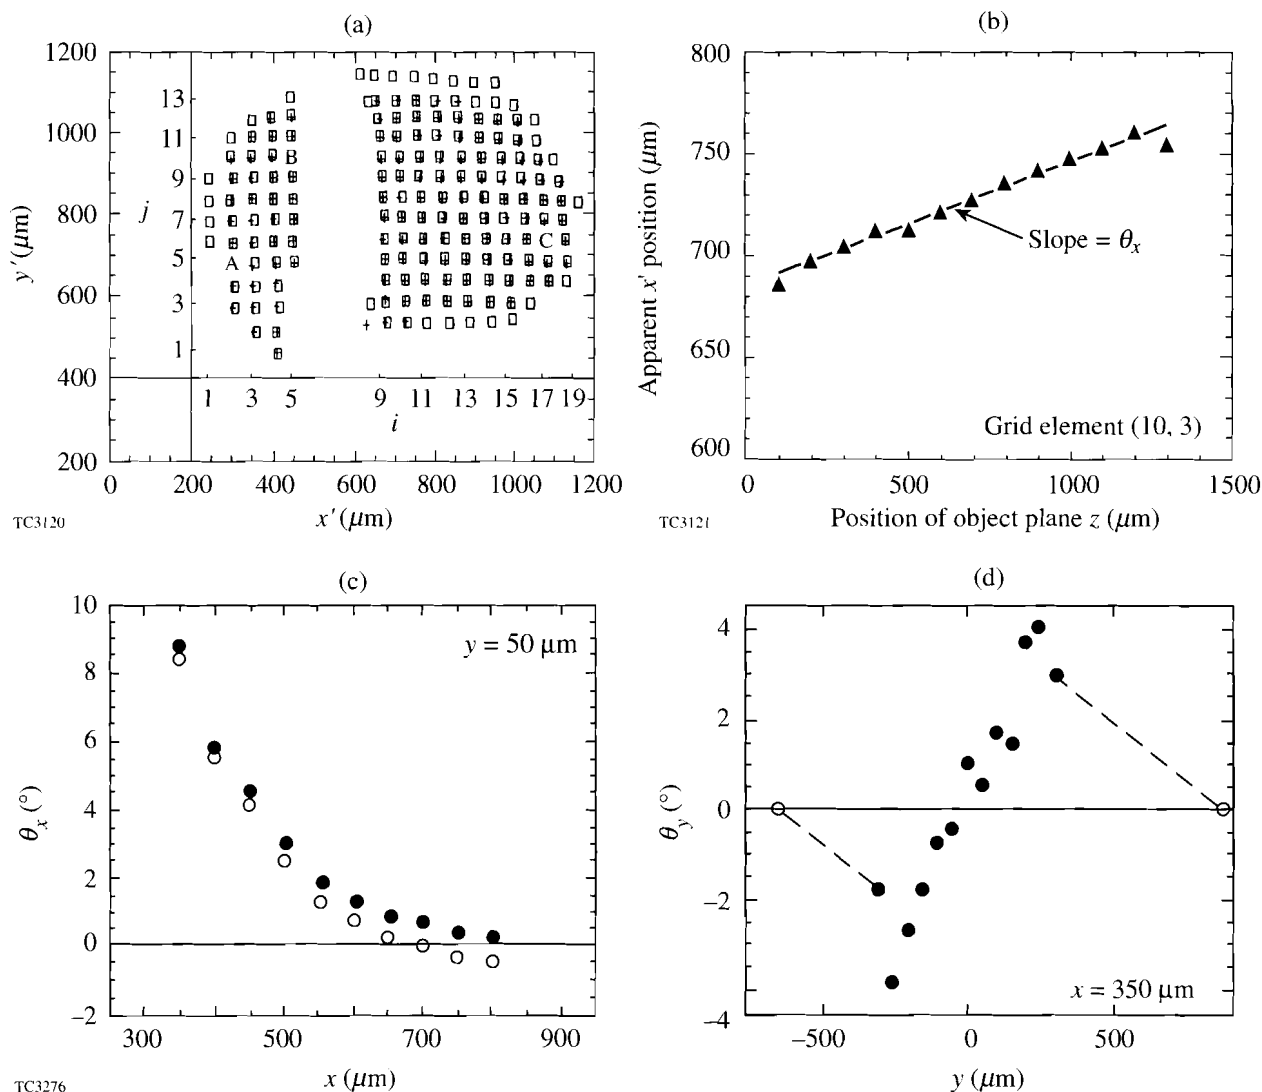 (a)
1200
1000
800
600
400
200
y′ (μm)
j
13
11
9
7
5
3
1
A
B
C
1 3 5 9 11 13 15 17 19
i
0 200 400 600 800 1000 1200
x′ (μm)
TC3120
(b)
800
750
700
650
600
Apparent x′ position (μm)
Slope = θx
Grid element (10, 3)
0 500 1000 1500
Position of object plane z (μm)
TC3121
(c)
10
8
6
4
2
0
−2
θx (°)
y = 50 μm
300 500 700 900
x (μm)
TC3276
(d)
4
2
0
−2
−4
θy (°)
x = 350 μm
−500 0 500
y (μm)